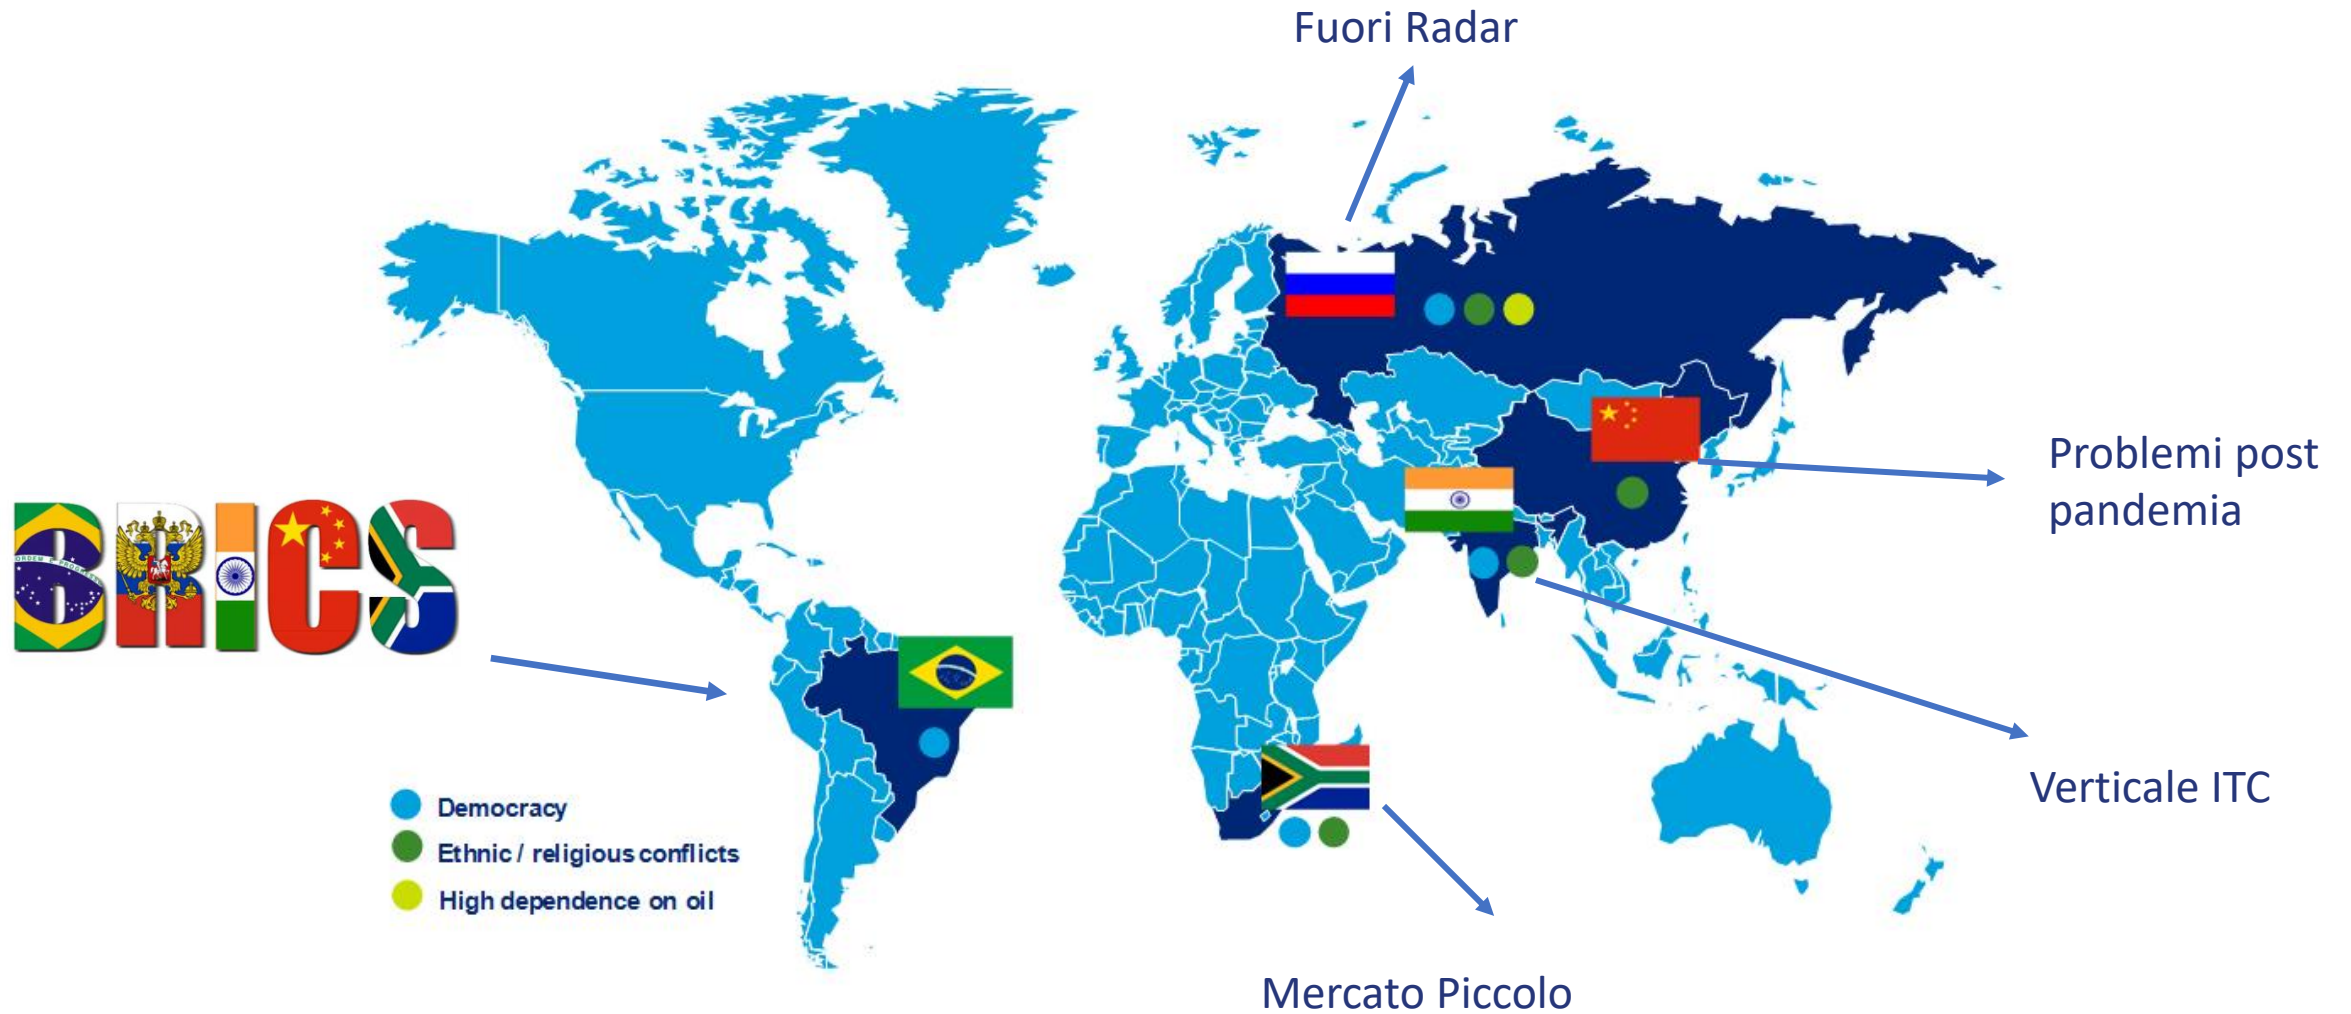 Fuori Radar
Problemi post
pandemia
BRICS
Verticale ITC
Democracy
Ethnic / religious conflicts
High dependence on oil
Mercato Piccolo